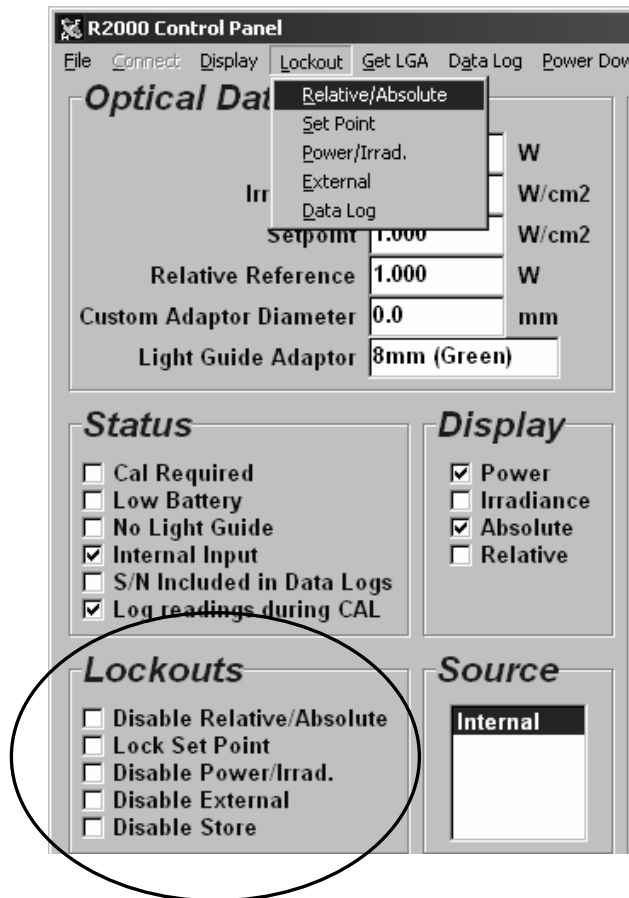 R2000 Control Panel
File Connect Display Lockout Get LGA Data Log Power Dow
Relative/Absolute
Set Point
Power/Irrad.
External
Data Log
Optical Dat
W
Irr W/cm2
Setpoint 1.000 W/cm2
Relative Reference 1.000 W
Custom Adaptor Diameter 0.0 mm
Light Guide Adaptor 8mm (Green)
Status
Cal Required
Low Battery
No Light Guide
Internal Input
S/N Included in Data Logs
Log readings during CAL
Display
Power
Irradiance
Absolute
Relative
Lockouts
Disable Relative/Absolute
Lock Set Point
Disable Power/Irrad.
Disable External
Disable Store
Source
Internal